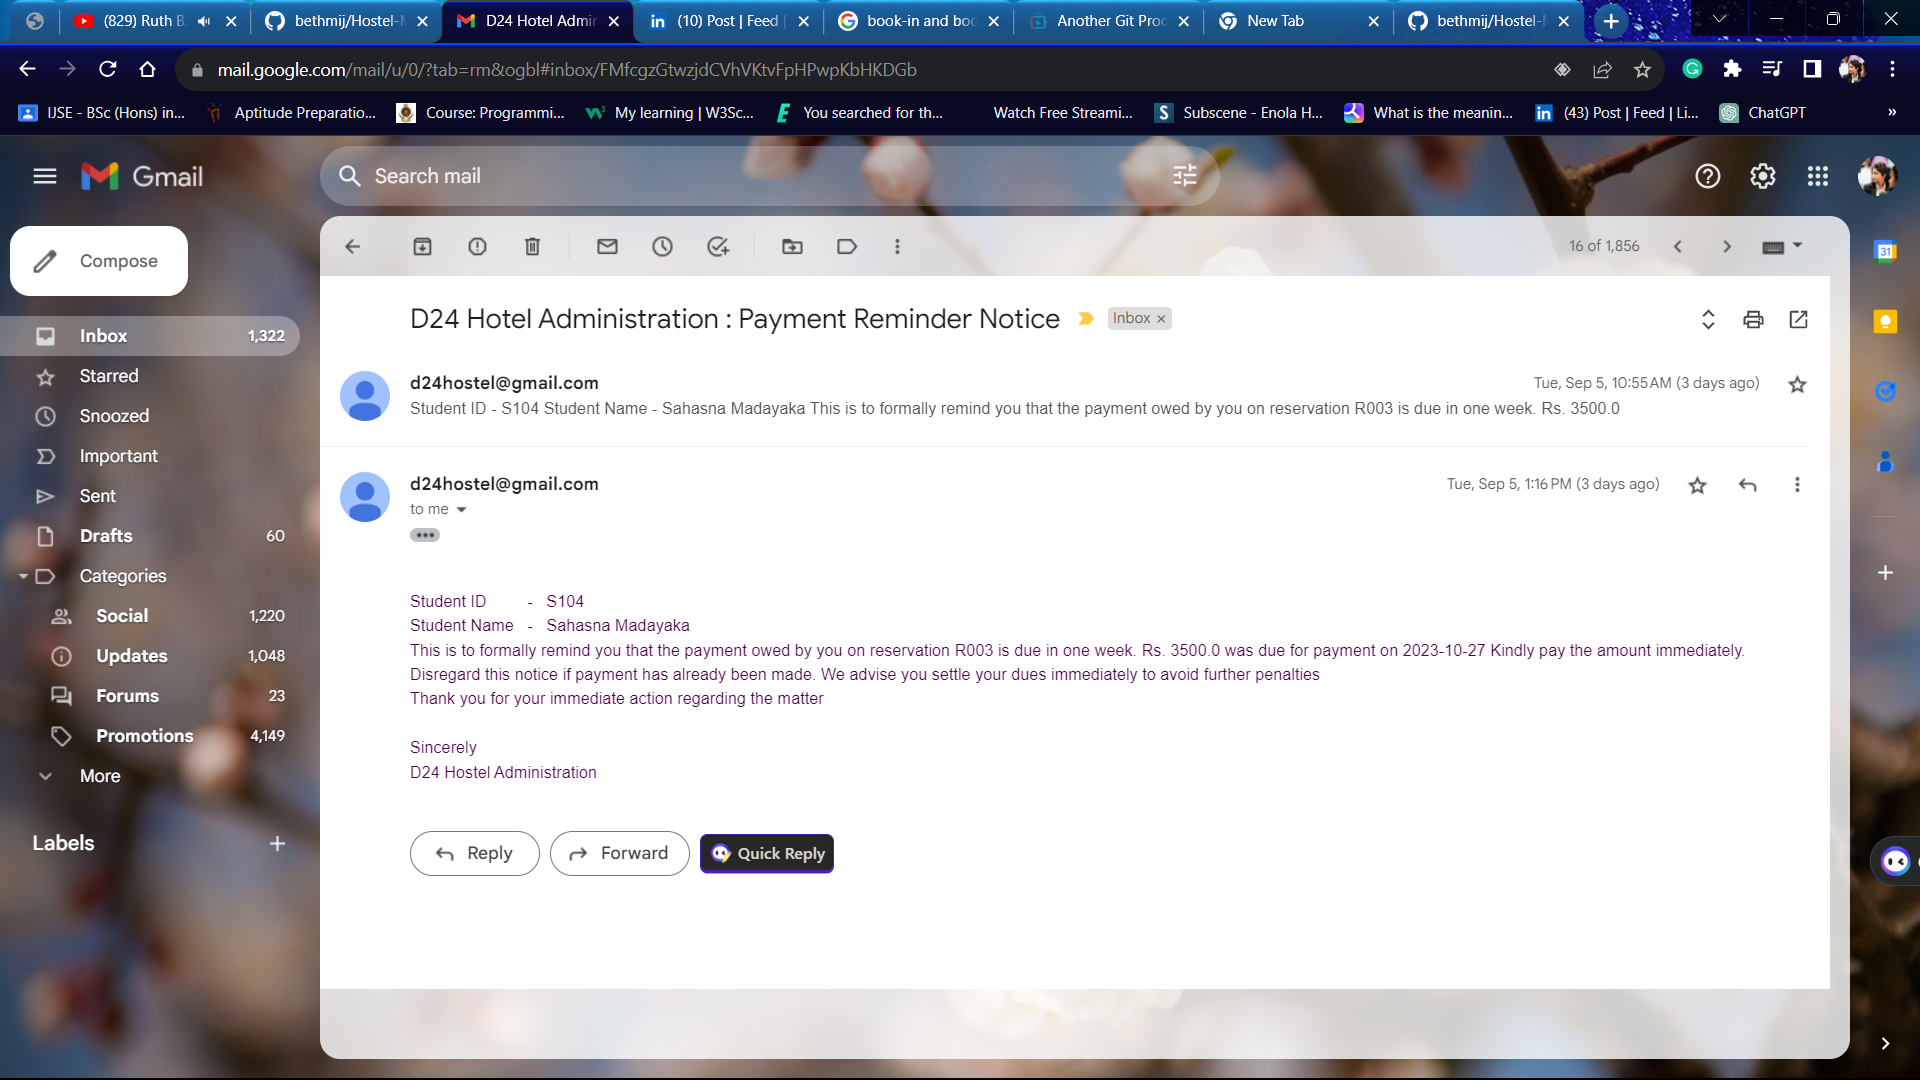 (829) Ruth B.
bethmij/Hostel-M
D24 Hotel Admin
(10) Post | Feed |
book-in and boo
Another Git Proc
New Tab
bethmij/Hostel-M
mail.google.com/mail/u/0/?tab=rm&ogbl#inbox/FMfcgzGtwzjdCVhVKtvFpHPwpKbHKDGb
IJSE - BSc (Hons) in...
Aptitude Preparatio...
Course: Programmi...
My learning | W3Sc...
You searched for th...
Watch Free Streami...
Subscene - Enola H...
What is the meanin...
(43) Post | Feed | Li...
ChatGPT
»
Gmail
Search mail
Compose
16 of 1,856
31
Inbox 1,322
Starred
Snoozed
Important
Sent
Drafts 60
Categories
Social 1,220
Updates 1,048
Forums 23
Promotions 4,149
More
Labels
D24 Hotel Administration : Payment Reminder Notice
Inbox ×
d24hostel@gmail.com
Tue, Sep 5, 10:55 AM (3 days ago)
Student ID - S104 Student Name - Sahasna Madayaka This is to formally remind you that the payment owed by you on reservation R003 is due in one week. Rs. 3500.0
d24hostel@gmail.com
Tue, Sep 5, 1:16 PM (3 days ago)
to me
Student ID - S104
Student Name - Sahasna Madayaka
This is to formally remind you that the payment owed by you on reservation R003 is due in one week. Rs. 3500.0 was due for payment on 2023-10-27 Kindly pay the amount immediately.
Disregard this notice if payment has already been made. We advise you settle your dues immediately to avoid further penalties
Thank you for your immediate action regarding the matter
Sincerely
D24 Hostel Administration
Reply
Forward
Quick Reply